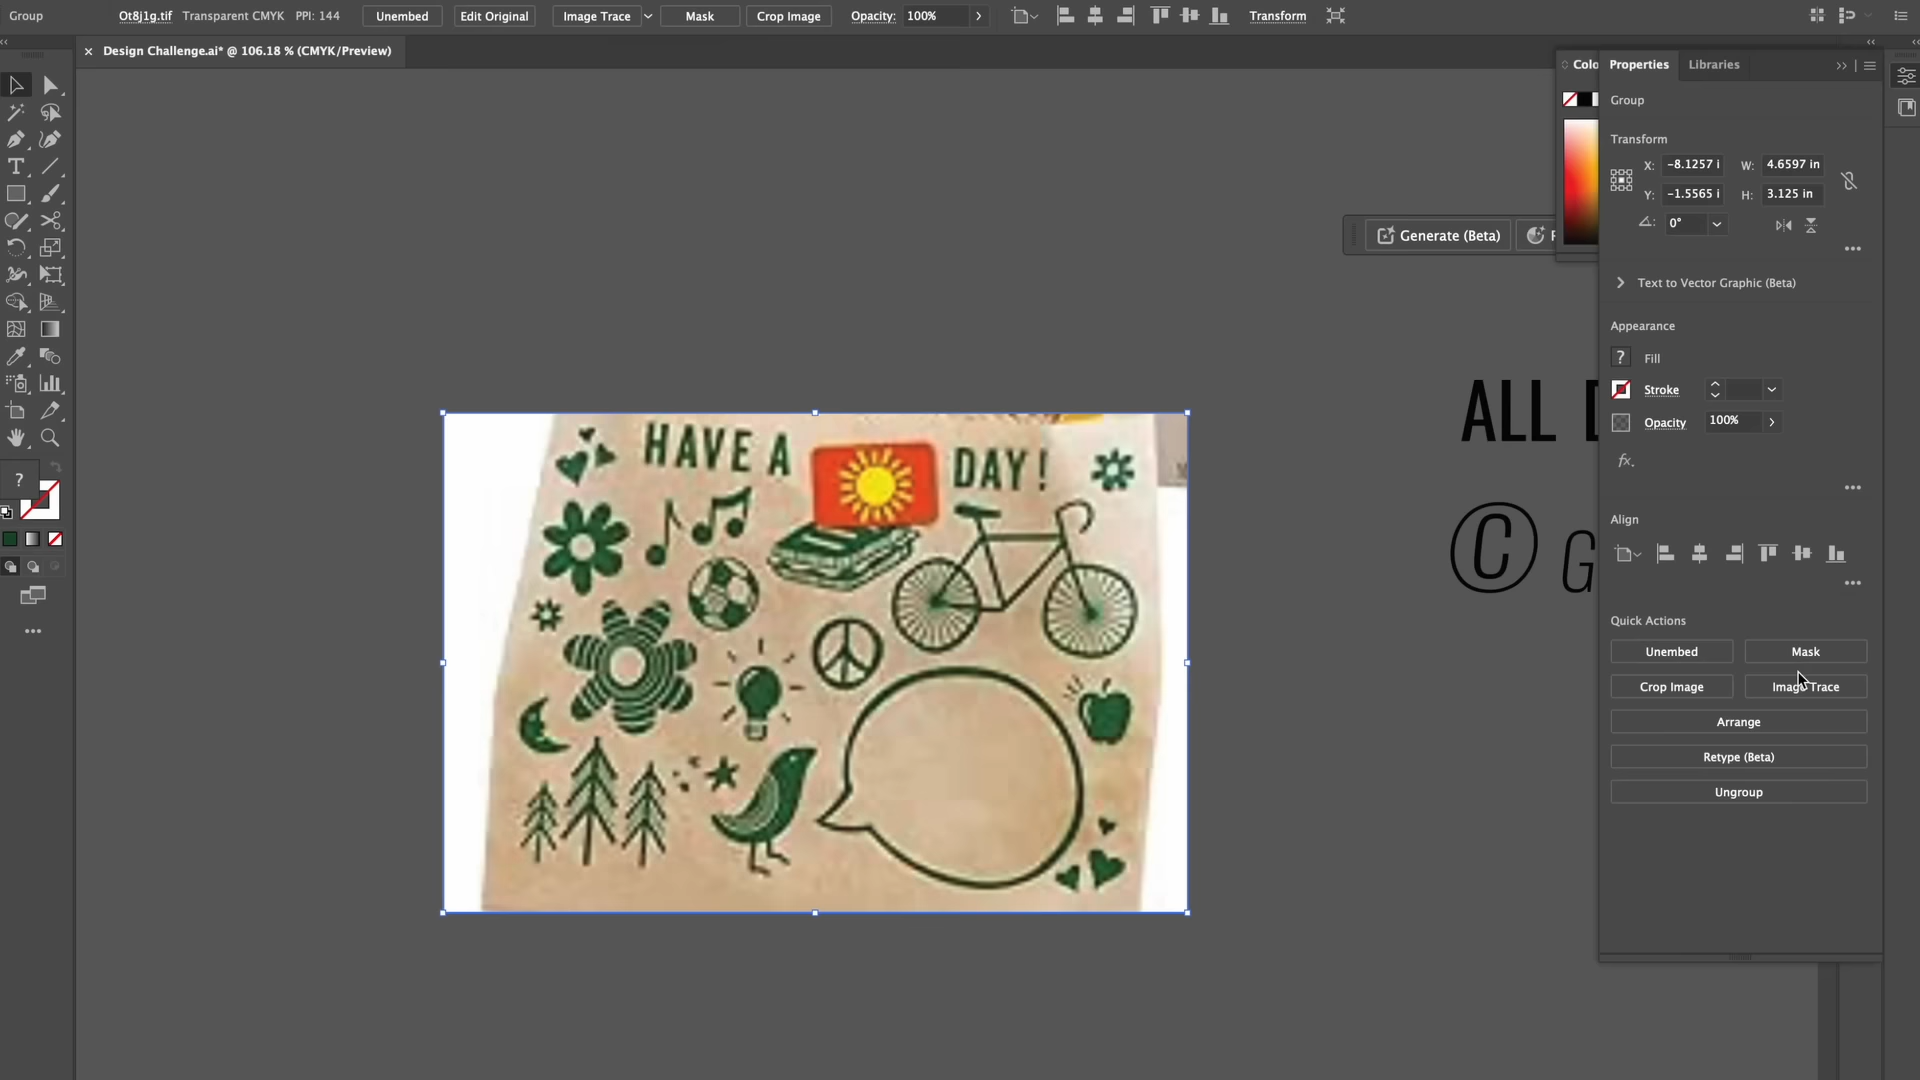 Group
Ot8j1g.tif
Transparent CMYK
PPI: 144
Unembed
Edit Original
Image Trace
Mask
Crop Image
Opacity:
100%
Transform
Design Challenge.ai* @ 106.18 % (CMYK/Preview)
Colo
Properties
Libraries
Group
Transform
X: -8.1257 i
W: 4.6597 in
Y: -1.5565 i
H: 3.125 in
0°
Generate (Beta)
Text to Vector Graphic (Beta)
Appearance
Fill
Stroke
Opacity
100%
fx.
Align
Quick Actions
Unembed
Mask
Crop Image
Image Trace
Arrange
Retype (Beta)
Ungroup
HAVE A DAY!
ALL D
© G